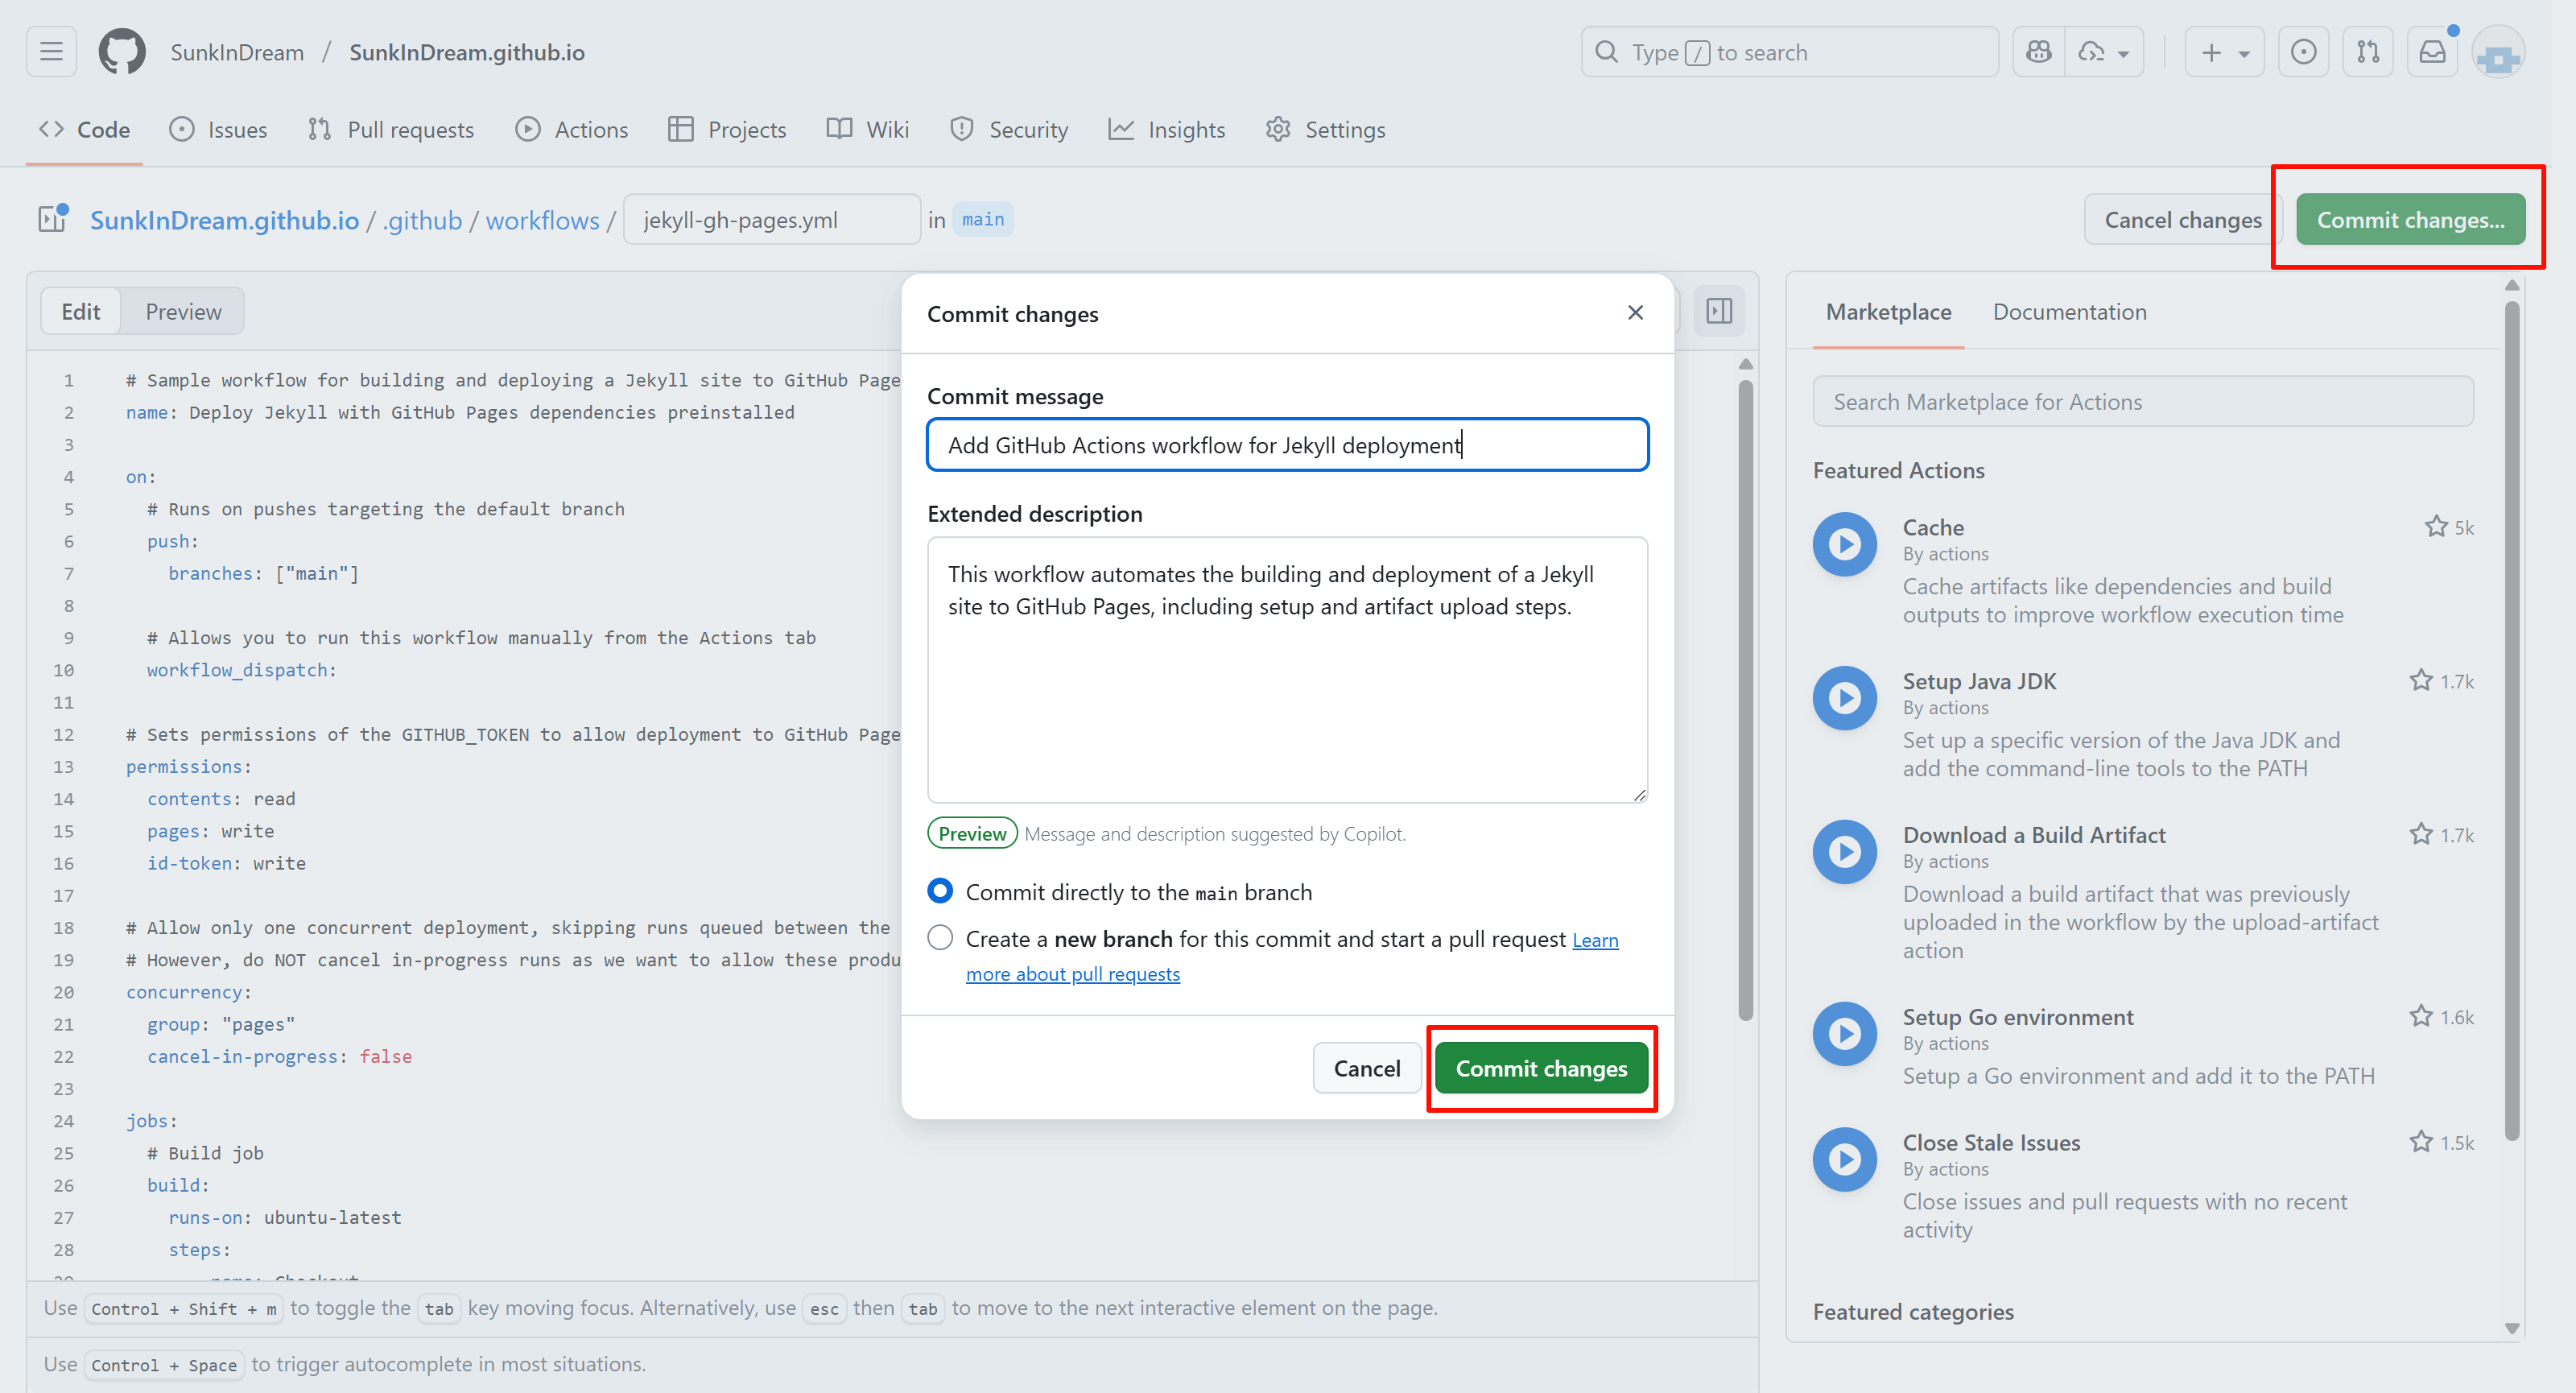 SunkInDream / SunkInDream.github.io
Type / to search
Code Issues Pull requests Actions Projects Wiki Security Insights Settings
SunkInDream.github.io / .github / workflows / jekyll-gh-pages.yml in main
Cancel changes Commit changes...
Edit Preview
1 # Sample workflow for building and deploying a Jekyll site to GitHub Page
2 name: Deploy Jekyll with GitHub Pages dependencies preinstalled
3
4 on:
5 # Runs on pushes targeting the default branch
6 push:
7 branches: ["main"]
8
9 # Allows you to run this workflow manually from the Actions tab
10 workflow_dispatch:
11
12 # Sets permissions of the GITHUB_TOKEN to allow deployment to GitHub Page
13 permissions:
14 contents: read
15 pages: write
16 id-token: write
17
18 # Allow only one concurrent deployment, skipping runs queued between the
19 # However, do NOT cancel in-progress runs as we want to allow these produ
20 concurrency:
21 group: "pages"
22 cancel-in-progress: false
23
24 jobs:
25 # Build job
26 build:
27 runs-on: ubuntu-latest
28 steps:
29 - name: Checkout
Use Control + Shift + m to toggle the tab key moving focus. Alternatively, use esc then tab to move to the next interactive element on the page.
Use Control + Space to trigger autocomplete in most situations.
Commit changes
Commit message
Add GitHub Actions workflow for Jekyll deployment
Extended description
This workflow automates the building and deployment of a Jekyll
site to GitHub Pages, including setup and artifact upload steps.
Preview Message and description suggested by Copilot.
Commit directly to the main branch
Create a new branch for this commit and start a pull request Learn
more about pull requests
Cancel Commit changes
Marketplace Documentation
Search Marketplace for Actions
Featured Actions
Cache 5k
By actions
Cache artifacts like dependencies and build
outputs to improve workflow execution time
Setup Java JDK 1.7k
By actions
Set up a specific version of the Java JDK and
add the command-line tools to the PATH
Download a Build Artifact 1.7k
By actions
Download a build artifact that was previously
uploaded in the workflow by the upload-artifact
action
Setup Go environment 1.6k
By actions
Setup a Go environment and add it to the PATH
Close Stale Issues 1.5k
By actions
Close issues and pull requests with no recent
activity
Featured categories